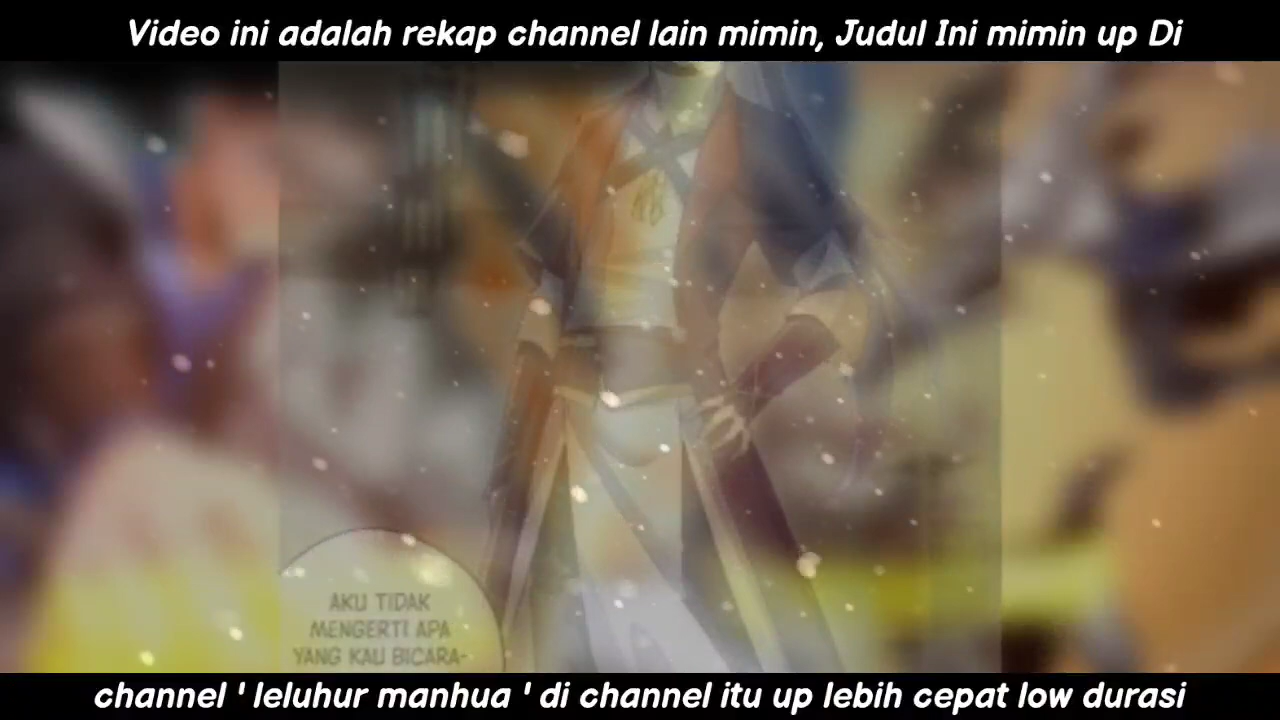 Video ini adalah rekap channel lain mimin, Judul Ini mimin up Di
AKU TIDAK
MENGERTI APA
YANG KAU BICARA-
channel ' leluhur manhua ' di channel itu up lebih cepat low durasi